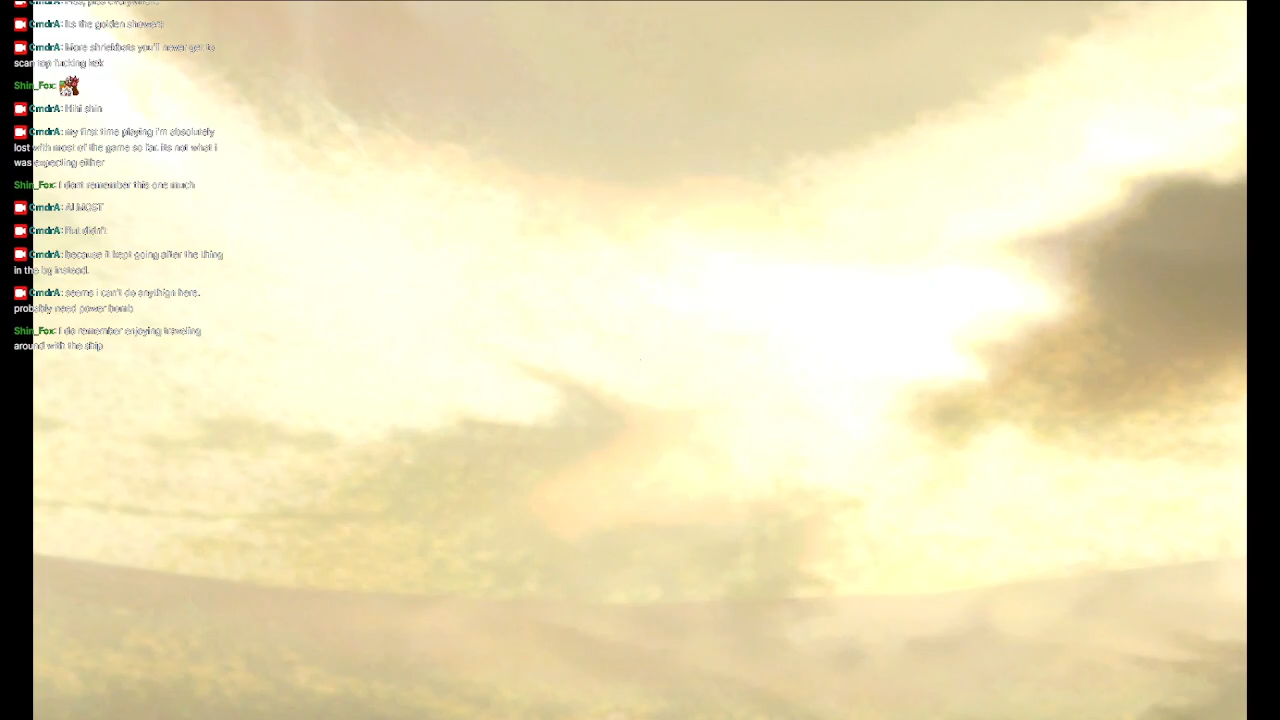 CmdrA: Its the golden shower!
CmdrA: More shriekbats you'll never get to
scan top fucking kek
Shin_Fox:
CmdrA: Hihi shin
CmdrA: my first time playing i'm absolutely
lost with most of the game so far. its not what i
was expecting either
Shin_Fox: I dont remember this one much
CmdrA: ALMOST
CmdrA: But didn't
CmdrA: because it kept going after the thing
in the bg instead.
CmdrA: seems i can't do anythign here.
probably need power bomb
Shin_Fox: I do remember enjoying traveling
around with the ship